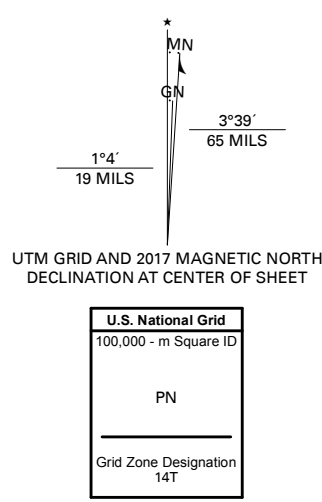 ★
MN
GN
3°39´
65 MILS
1°4´
19 MILS
UTM GRID AND 2017 MAGNETIC NORTH
DECLINATION AT CENTER OF SHEET
U.S. National Grid
100,000 - m Square ID
PN
Grid Zone Designation
14T